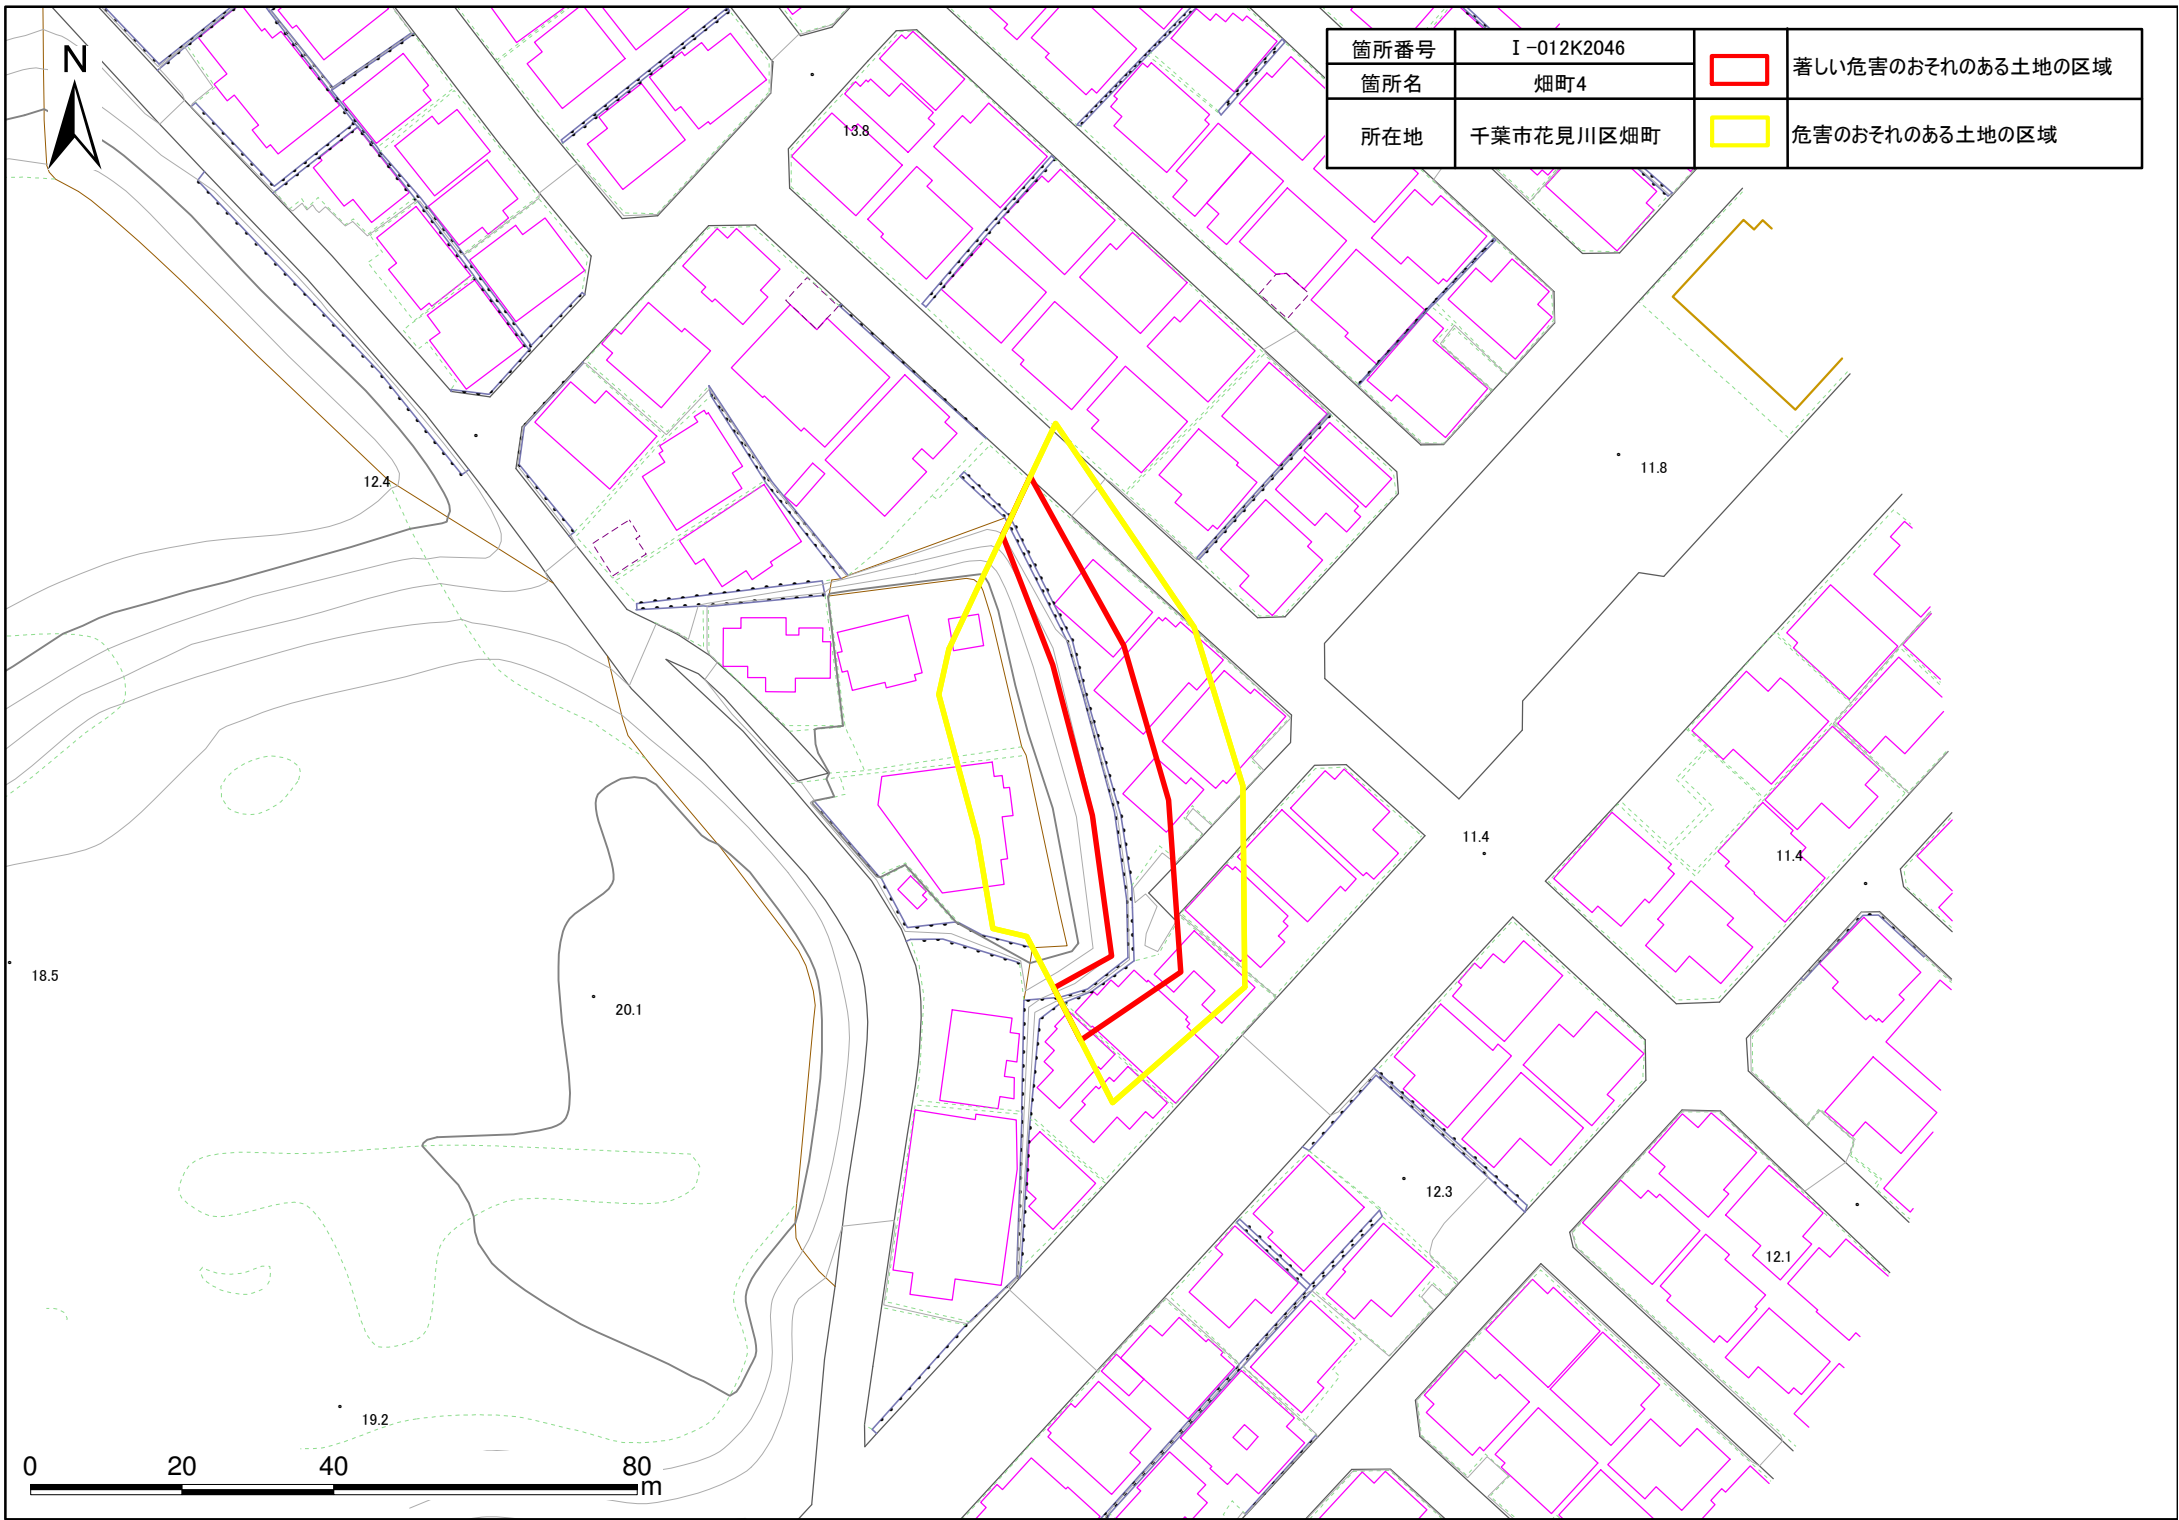 箇所番号 Ⅰ-012K2046
著しい危害のおそれのある土地の区域
箇所名 畑町4
所在地 千葉市花見川区畑町
危害のおそれのある土地の区域
N
13.8
11.8
12.4
11.4
11.4
18.5
20.1
12.3
12.1
19.2
0 20 40 80
m